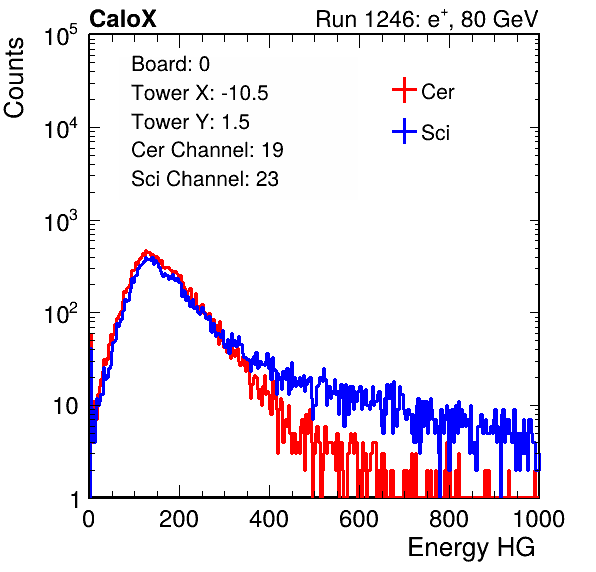 CaloX Run 1246: e⁺, 80 GeV
Counts
10⁵
10⁴
10³
10²
10
1
Board: 0
Tower X: -10.5
Tower Y: 1.5
Cer Channel: 19
Sci Channel: 23
Cer
Sci
0 200 400 600 800 1000
Energy HG